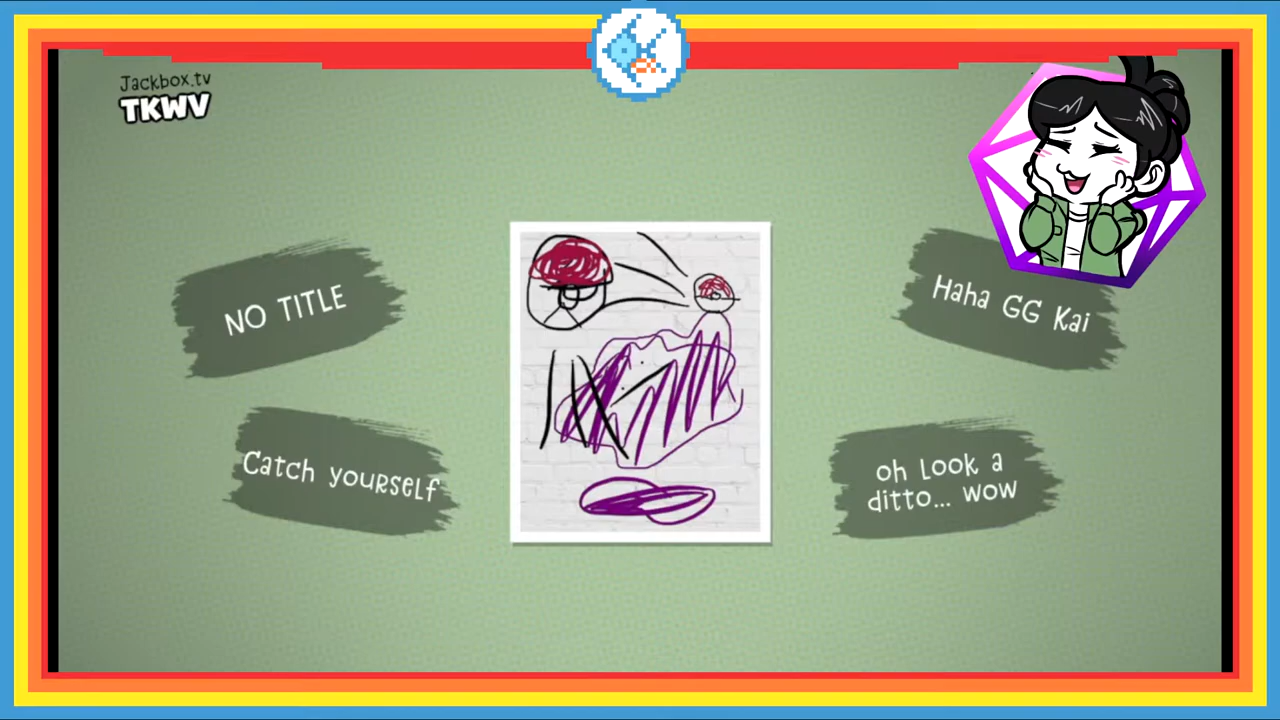 Jackbox.tv
TKWV
NO TITLE
Haha GG Kai
Catch yourself
oh look a
ditto... wow